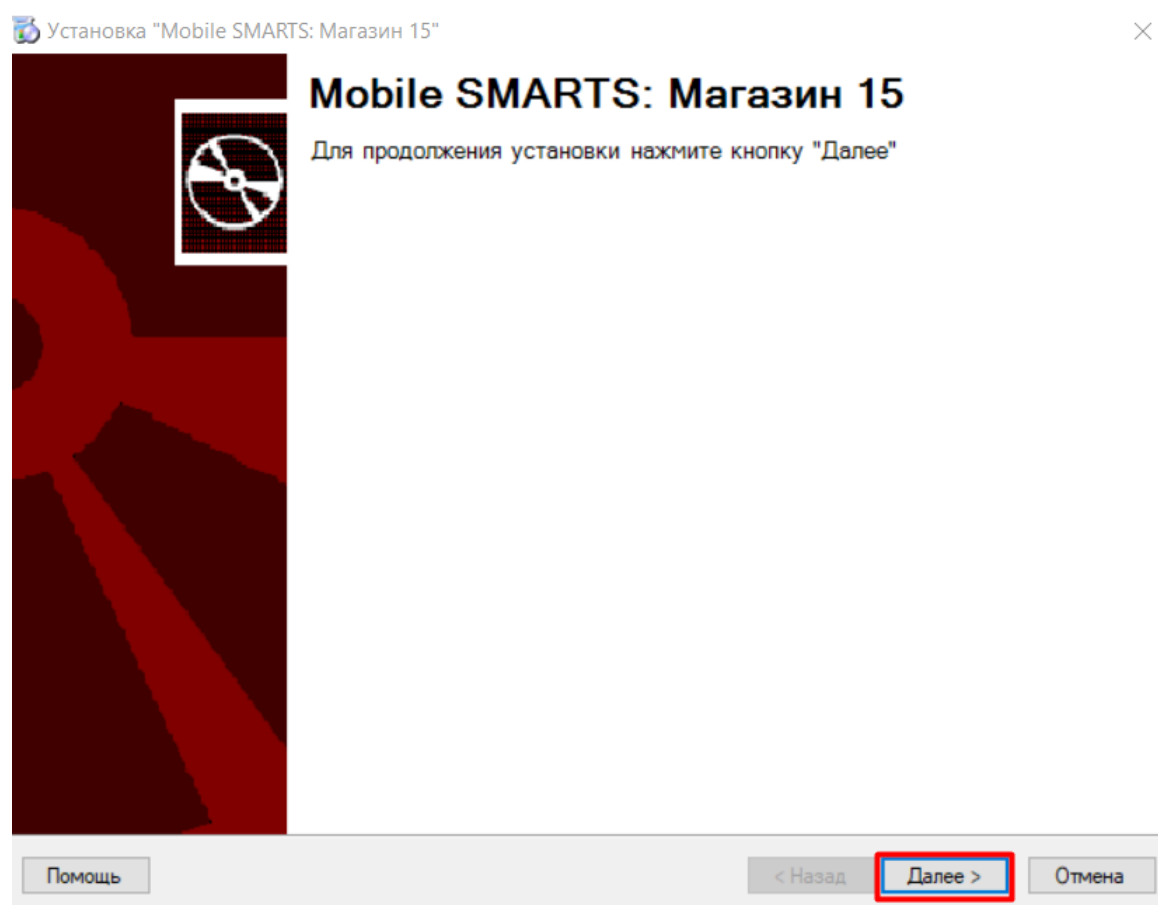 Установка "Mobile SMARTS: Магазин 15"
Mobile SMARTS: Магазин 15
Для продолжения установки нажмите кнопку "Далее"
Помощь
< Назад
Далее >
Отмена